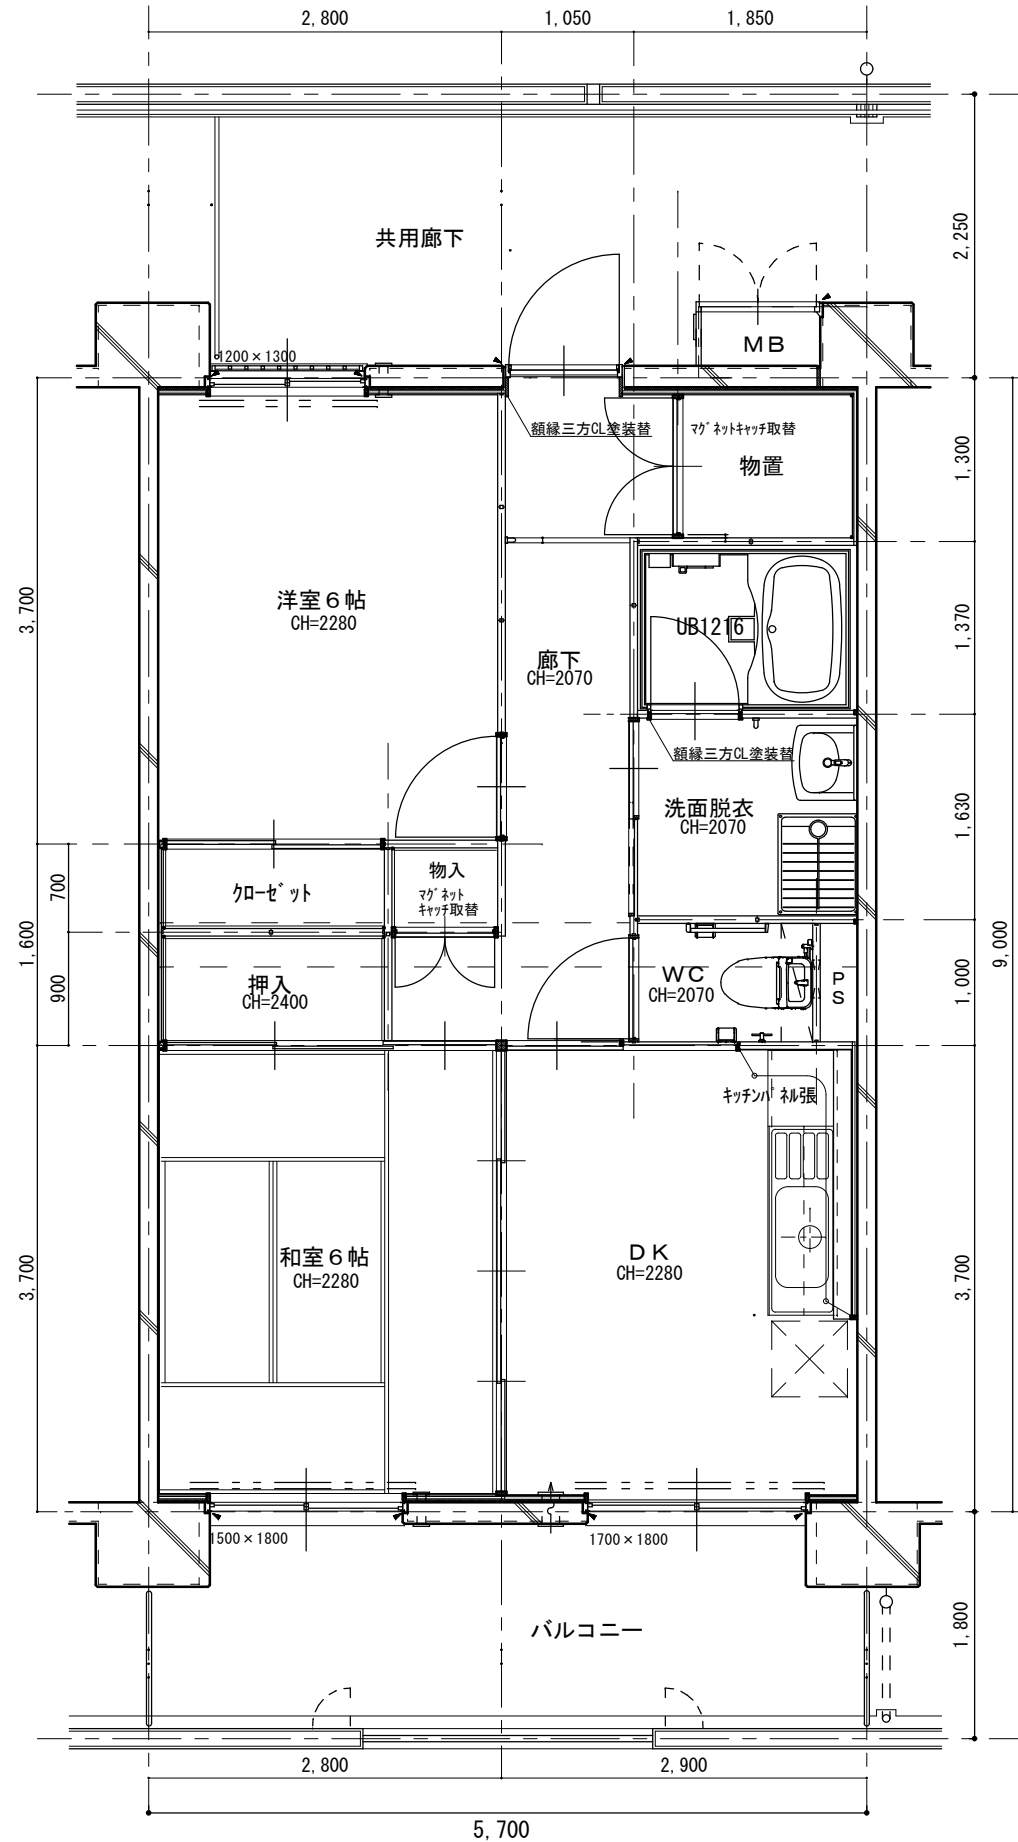 2,800
1,050
1,850
共用廊下
2,250
1200×1300
MB
額縁三方CL塗装替
マグネットキャッチ取替
物置
1,300
3,700
洋室6帖
CH=2280
UB1216
1,370
廊下
CH=2070
額縁三方CL塗装替
洗面脱衣
CH=2070
1,630
700
クローゼット
物入
マグネット
キャッチ取替
1,600
9,000
900
押入
CH=2400
WC
CH=2070
PS
1,000
キッチンパネル張
和室6帖
CH=2280
DK
CH=2280
3,700
3,700
1500×1800
1700×1800
バルコニー
1,800
2,800
2,900
5,700